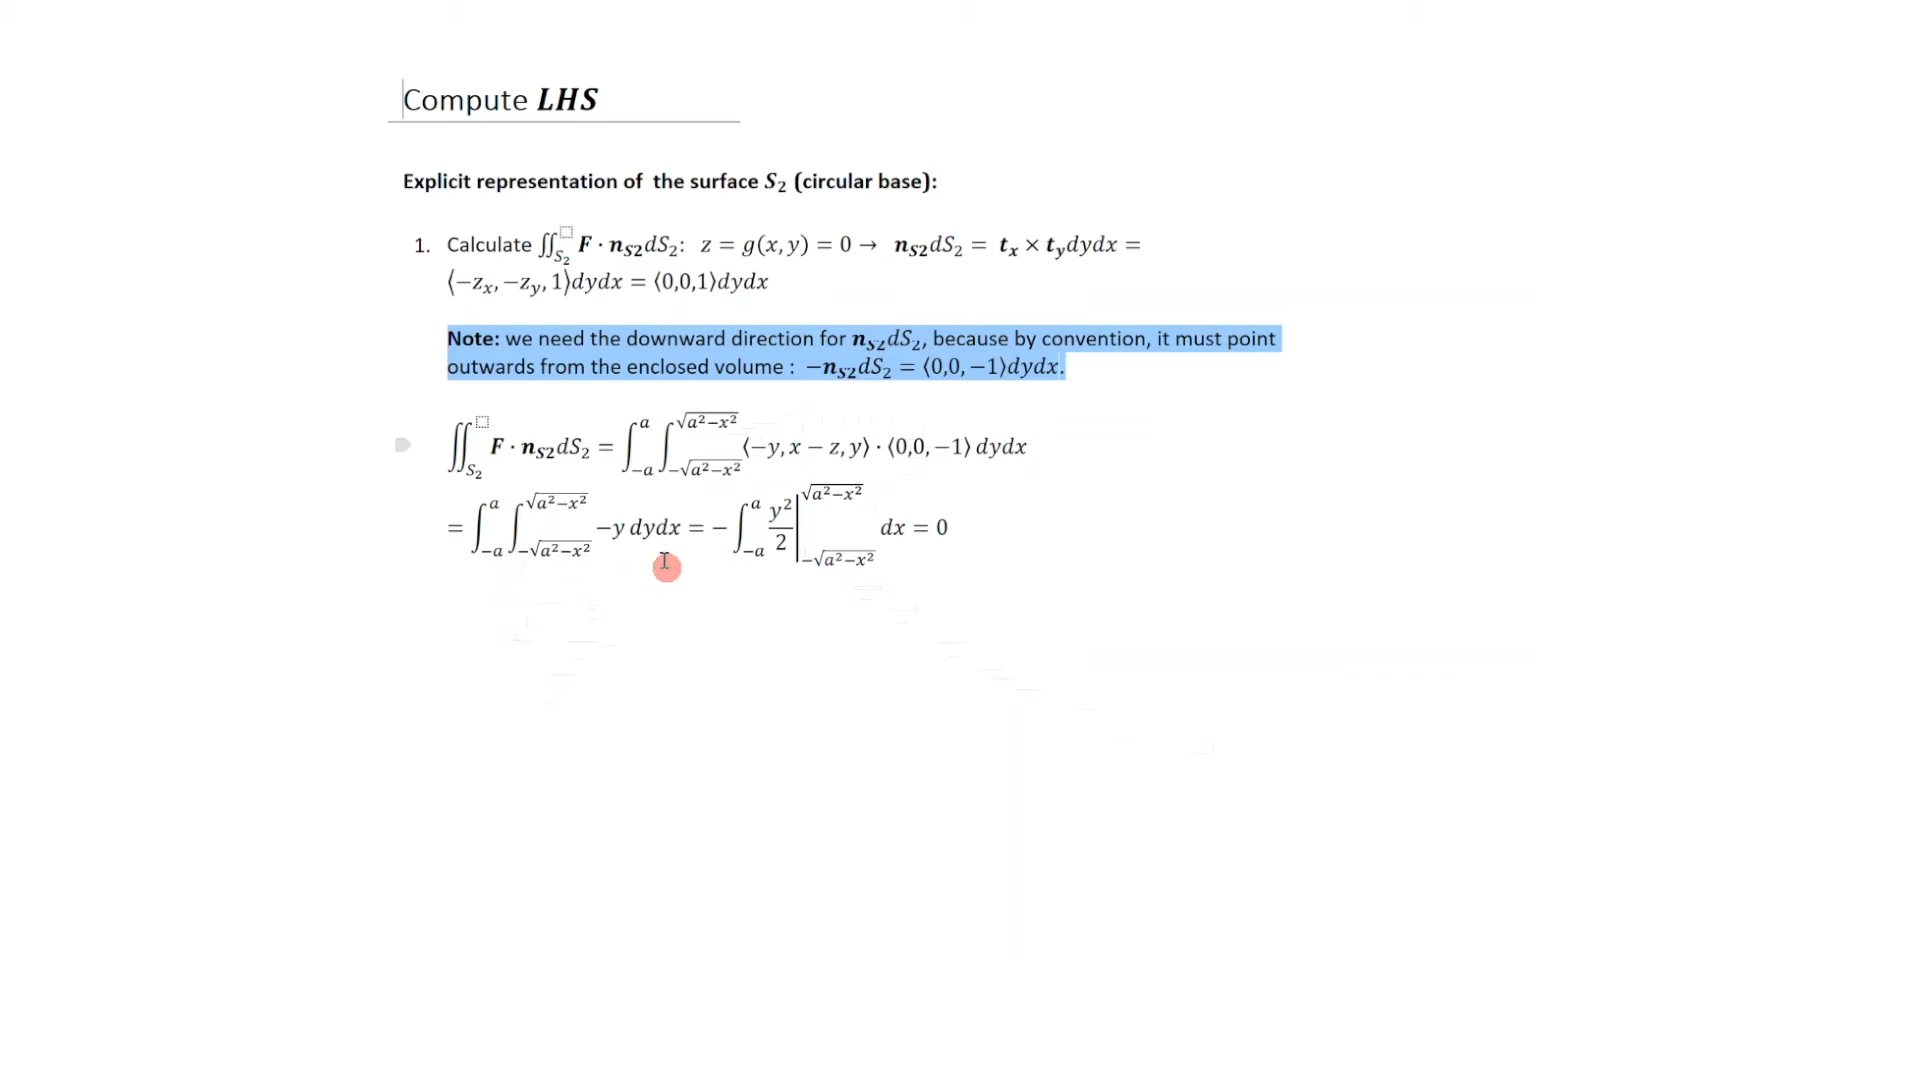 Compute LHS
Explicit representation of the surface S₂ (circular base):
1. Calculate ∬_{S₂} F · n_{S2}dS₂: z = g(x, y) = 0 → n_{S2}dS₂ = t_x × t_y dydx =
⟨−z_x, −z_y, 1⟩dydx = ⟨0,0,1⟩dydx
Note: we need the downward direction for n_{S2}dS₂, because by convention, it must point
outwards from the enclosed volume : −n_{S2}dS₂ = ⟨0,0, −1⟩dydx.
∬_{S₂} F · n_{S2}dS₂ = ∫_{−a}^{a} ∫_{−√(a²−x²)}^{√(a²−x²)} ⟨−y, x − z, y⟩ · ⟨0,0, −1⟩ dydx
= ∫_{−a}^{a} ∫_{−√(a²−x²)}^{√(a²−x²)} −y dydx = − ∫_{−a}^{a} y²/2 |_{−√(a²−x²)}^{√(a²−x²)} dx = 0